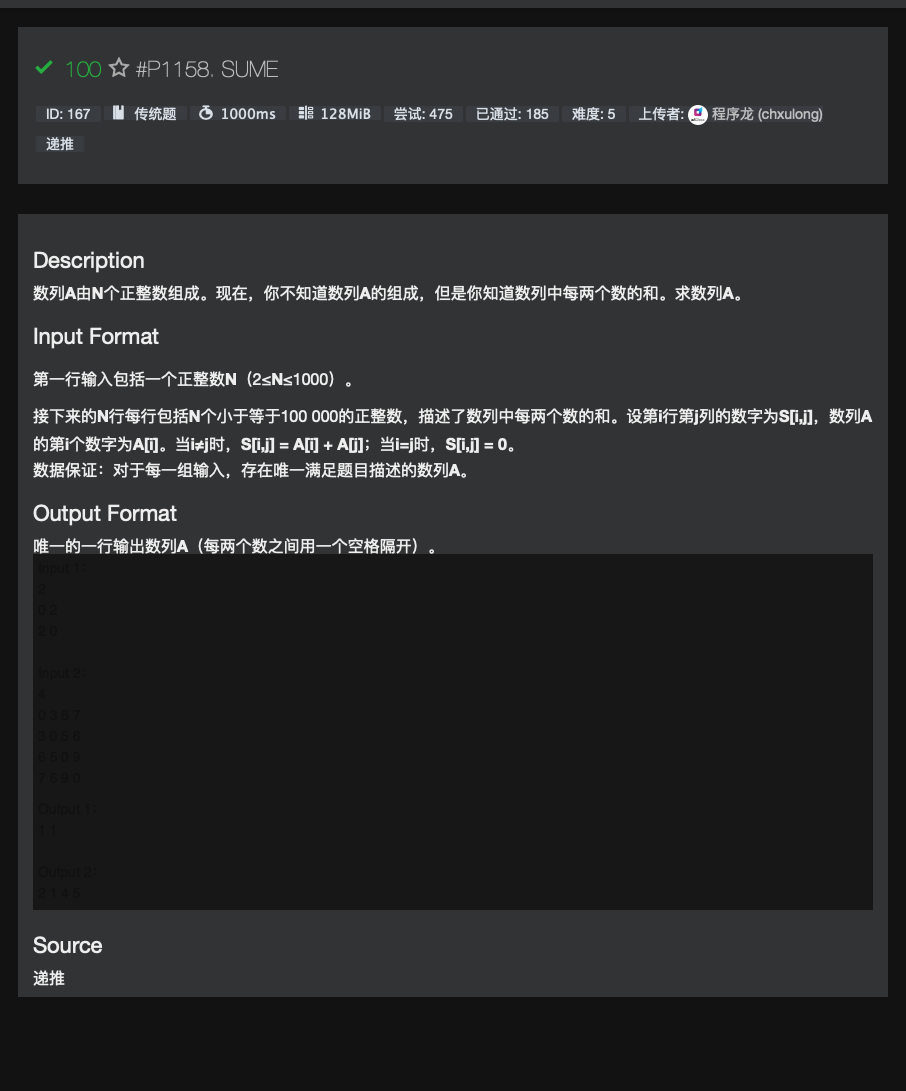 100 #P1158. SUME
ID: 167 传统题 1000ms 128MiB 尝试: 475 已通过: 185 难度: 5 上传者: 程序龙 (chxulong)
递推
Description
数列A由N个正整数组成。现在，你不知道数列A的组成，但是你知道数列中每两个数的和。求数列A。
Input Format
第一行输入包括一个正整数N（2≤N≤1000）。
接下来的N行每行包括N个小于等于100 000的正整数，描述了数列中每两个数的和。设第i行第j列的数字为S[i,j]，数列A
的第i个数字为A[i]。当i≠j时，S[i,j] = A[i] + A[j]；当i=j时，S[i,j] = 0。
数据保证：对于每一组输入，存在唯一满足题目描述的数列A。
Output Format
唯一的一行输出数列A（每两个数之间用一个空格隔开）。
Input 1:
2
0 2
2 0
Input 2:
4
0 3 6 7
3 0 5 6
6 5 0 9
7 6 9 0
Output 1:
1 1
Output 2:
2 1 4 5
Source
递推